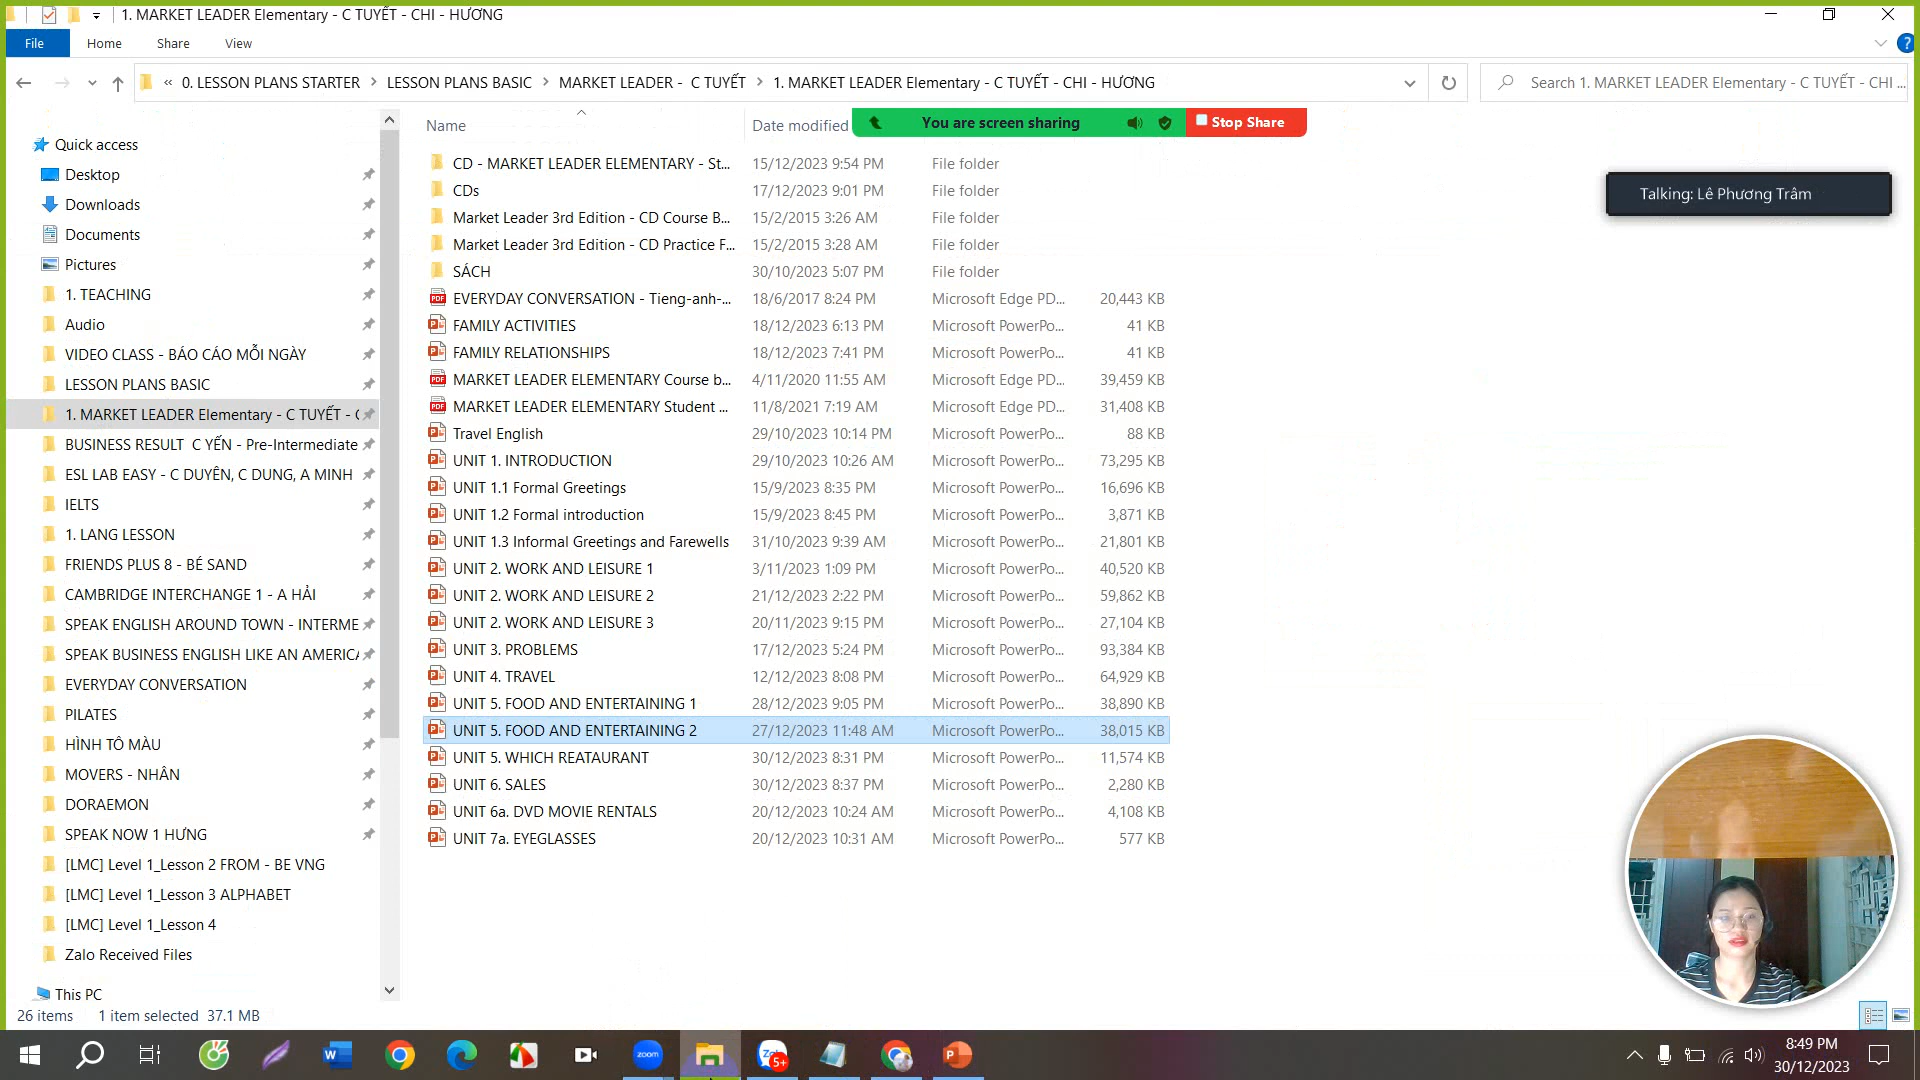 1. MARKET LEADER Elementary - C TUYẾT - CHI - HƯƠNG
File Home Share View
« 0. LESSON PLANS STARTER > LESSON PLANS BASIC > MARKET LEADER - C TUYẾT > 1. MARKET LEADER Elementary - C TUYẾT - CHI - HƯƠNG
Search 1. MARKET LEADER Elementary - C TUYẾT - CHI ...
You are screen sharing
Stop Share
Talking: Lê Phương Trâm
Quick access
Desktop
Downloads
Documents
Pictures
1. TEACHING
Audio
VIDEO CLASS - BÁO CÁO MỖI NGÀY
LESSON PLANS BASIC
1. MARKET LEADER Elementary - C TUYẾT - C
BUSINESS RESULT C YẾN - Pre-Intermediate
ESL LAB EASY - C DUYÊN, C DUNG, A MINH
IELTS
1. LANG LESSON
FRIENDS PLUS 8 - BÉ SAND
CAMBRIDGE INTERCHANGE 1 - A HẢI
SPEAK ENGLISH AROUND TOWN - INTERME
SPEAK BUSINESS ENGLISH LIKE AN AMERICA
EVERYDAY CONVERSATION
PILATES
HÌNH TÔ MÀU
MOVERS - NHÂN
DORAEMON
SPEAK NOW 1 HƯNG
[LMC] Level 1_Lesson 2 FROM - BE VNG
[LMC] Level 1_Lesson 3 ALPHABET
[LMC] Level 1_Lesson 4
Zalo Received Files
This PC
Name Date modified
CD - MARKET LEADER ELEMENTARY - St... 15/12/2023 9:54 PM File folder
CDs 17/12/2023 9:01 PM File folder
Market Leader 3rd Edition - CD Course B... 15/2/2015 3:26 AM File folder
Market Leader 3rd Edition - CD Practice F... 15/2/2015 3:28 AM File folder
SÁCH 30/10/2023 5:07 PM File folder
EVERYDAY CONVERSATION - Tieng-anh-... 18/6/2017 8:24 PM Microsoft Edge PD... 20,443 KB
FAMILY ACTIVITIES 18/12/2023 6:13 PM Microsoft PowerPo... 41 KB
FAMILY RELATIONSHIPS 18/12/2023 7:41 PM Microsoft PowerPo... 41 KB
MARKET LEADER ELEMENTARY Course b... 4/11/2020 11:55 AM Microsoft Edge PD... 39,459 KB
MARKET LEADER ELEMENTARY Student ... 11/8/2021 7:19 AM Microsoft Edge PD... 31,408 KB
Travel English 29/10/2023 10:14 PM Microsoft PowerPo... 88 KB
UNIT 1. INTRODUCTION 29/10/2023 10:26 AM Microsoft PowerPo... 73,295 KB
UNIT 1.1 Formal Greetings 15/9/2023 8:35 PM Microsoft PowerPo... 16,696 KB
UNIT 1.2 Formal introduction 15/9/2023 8:45 PM Microsoft PowerPo... 3,871 KB
UNIT 1.3 Informal Greetings and Farewells 31/10/2023 9:39 AM Microsoft PowerPo... 21,801 KB
UNIT 2. WORK AND LEISURE 1 3/11/2023 1:09 PM Microsoft PowerPo... 40,520 KB
UNIT 2. WORK AND LEISURE 2 21/12/2023 2:22 PM Microsoft PowerPo... 59,862 KB
UNIT 2. WORK AND LEISURE 3 20/11/2023 9:15 PM Microsoft PowerPo... 27,104 KB
UNIT 3. PROBLEMS 17/12/2023 5:24 PM Microsoft PowerPo... 93,384 KB
UNIT 4. TRAVEL 12/12/2023 8:08 PM Microsoft PowerPo... 64,929 KB
UNIT 5. FOOD AND ENTERTAINING 1 28/12/2023 9:05 PM Microsoft PowerPo... 38,890 KB
UNIT 5. FOOD AND ENTERTAINING 2 27/12/2023 11:48 AM Microsoft PowerPo... 38,015 KB
UNIT 5. WHICH REATAURANT 30/12/2023 8:31 PM Microsoft PowerPo... 11,574 KB
UNIT 6. SALES 30/12/2023 8:37 PM Microsoft PowerPo... 2,280 KB
UNIT 6a. DVD MOVIE RENTALS 20/12/2023 10:24 AM Microsoft PowerPo... 4,108 KB
UNIT 7a. EYEGLASSES 20/12/2023 10:31 AM Microsoft PowerPo... 577 KB
26 items 1 item selected 37.1 MB
zoom
5+
8:49 PM
30/12/2023